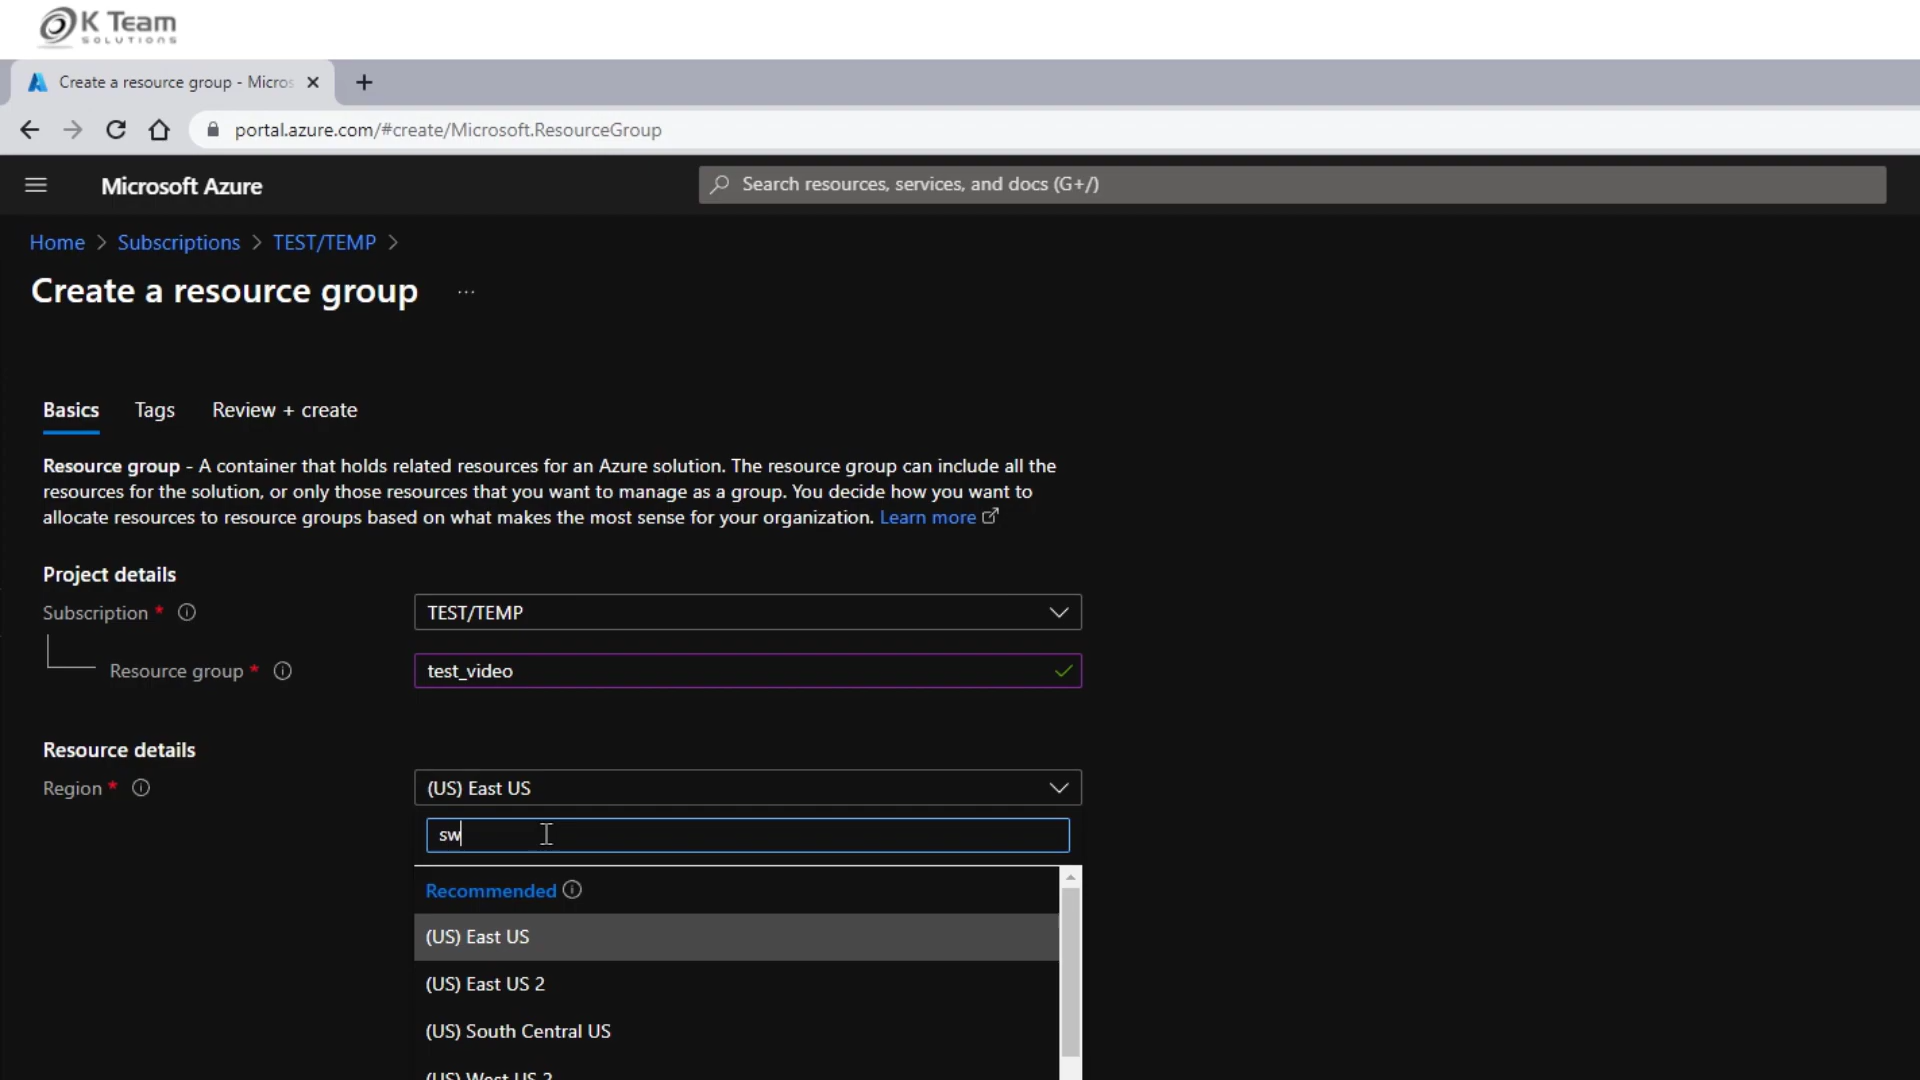 K Team
SOLUTIONS
Create a resource group - Micros
portal.azure.com/#create/Microsoft.ResourceGroup
Microsoft Azure
Search resources, services, and docs (G+/)
Home > Subscriptions > TEST/TEMP >
Create a resource group ...
Basics Tags Review + create
Resource group - A container that holds related resources for an Azure solution. The resource group can include all the
resources for the solution, or only those resources that you want to manage as a group. You decide how you want to
allocate resources to resource groups based on what makes the most sense for your organization. Learn more
Project details
Subscription * TEST/TEMP
Resource group * test_video
Resource details
Region * (US) East US
sw
Recommended
(US) East US
(US) East US 2
(US) South Central US
(US) West US 2